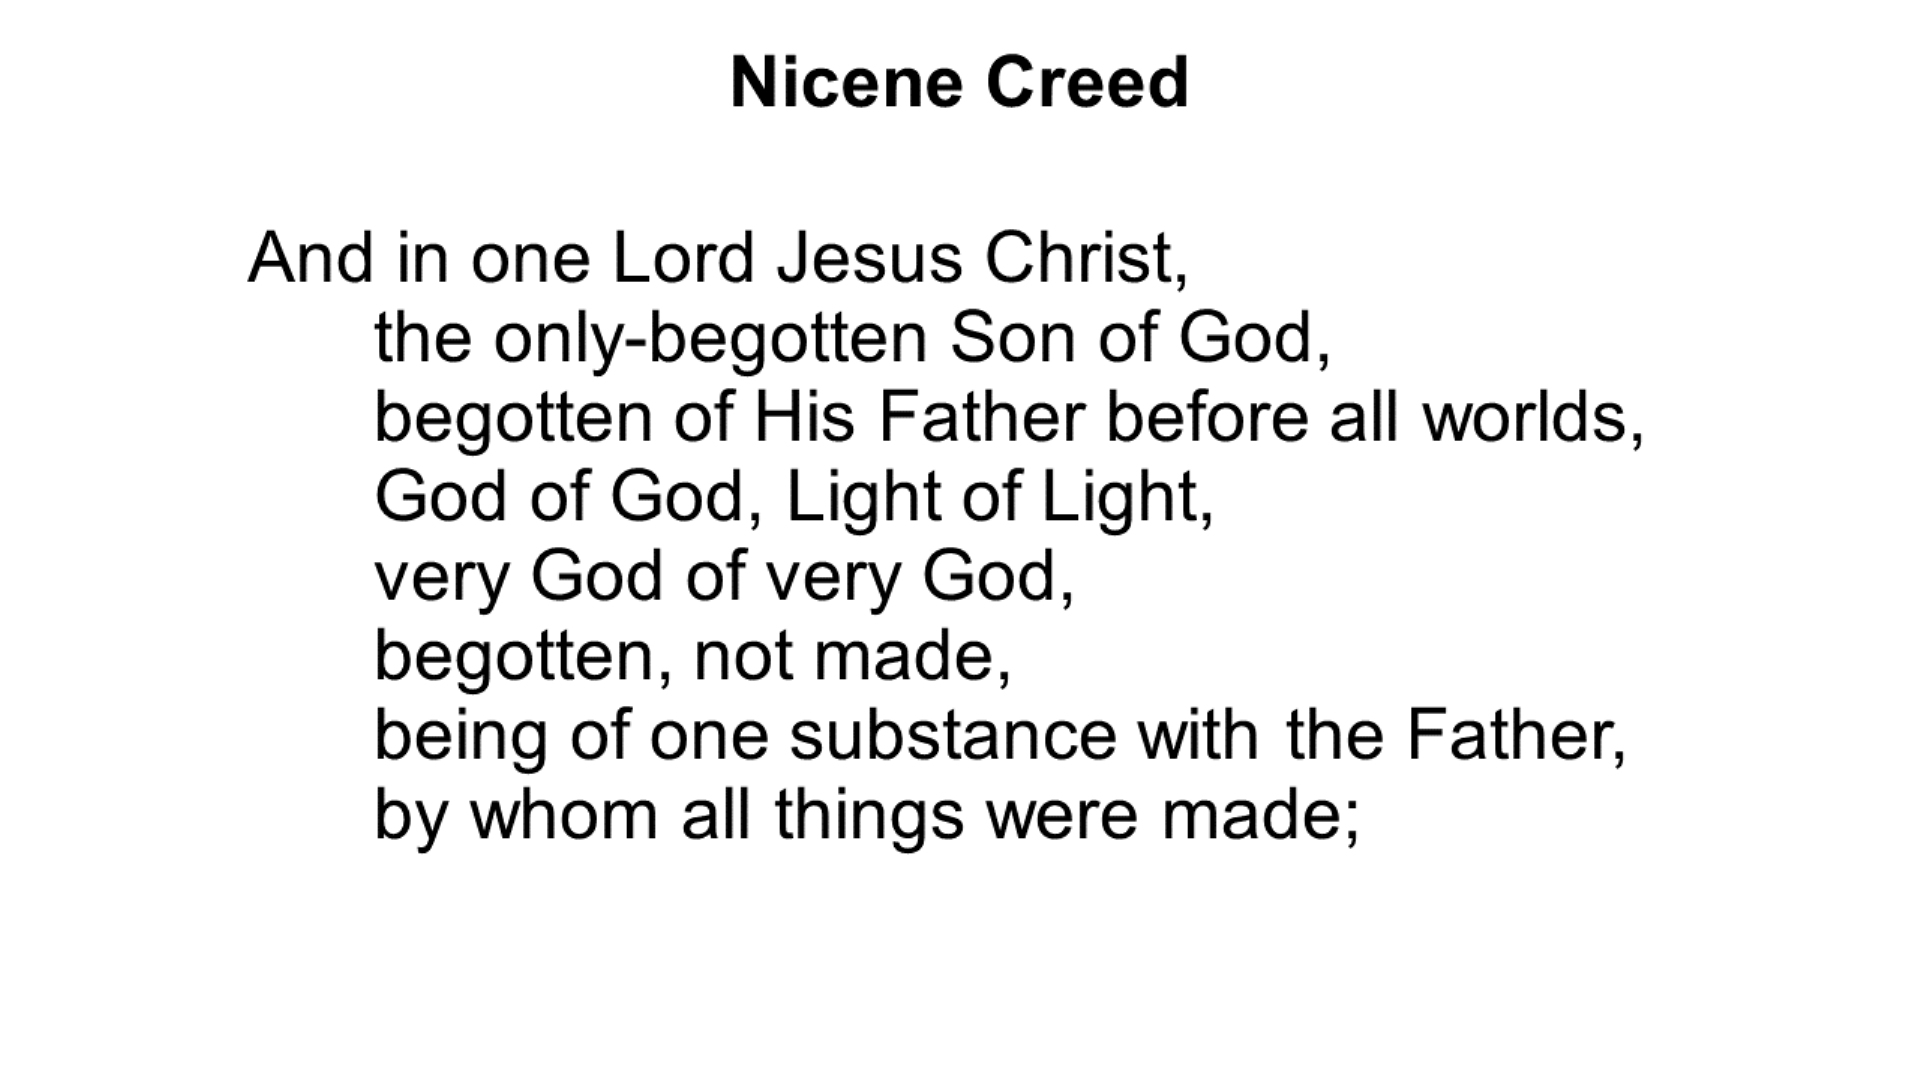 Nicene Creed
And in one Lord Jesus Christ,
the only-begotten Son of God,
begotten of His Father before all worlds,
God of God, Light of Light,
very God of very God,
begotten, not made,
being of one substance with the Father,
by whom all things were made;